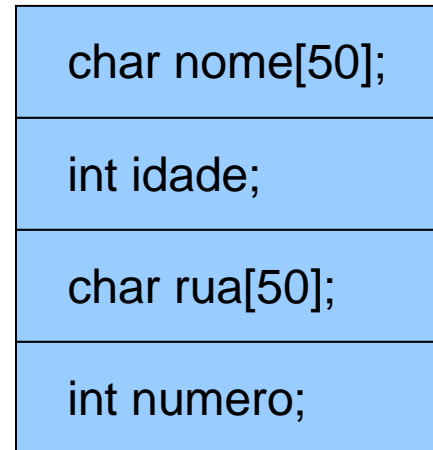 char nome[50];
int idade;
char rua[50];
int numero;